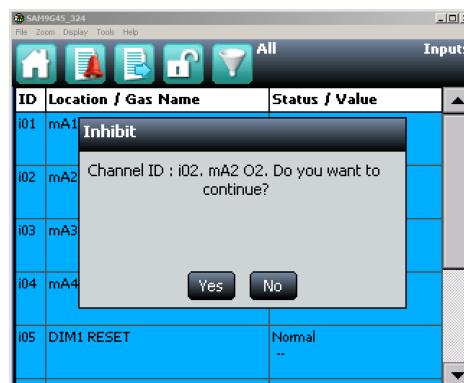 SAM9G45_324
File Zoom Display Tools Help
All
ID Location / Gas Name Status / Value
i01 mA1
Inhibit
Channel ID : i02. mA2 O2. Do you want to
continue?
i02 mA2
i03 mA3
i04 mA4
Yes No
i05 DIM1 RESET Normal
--